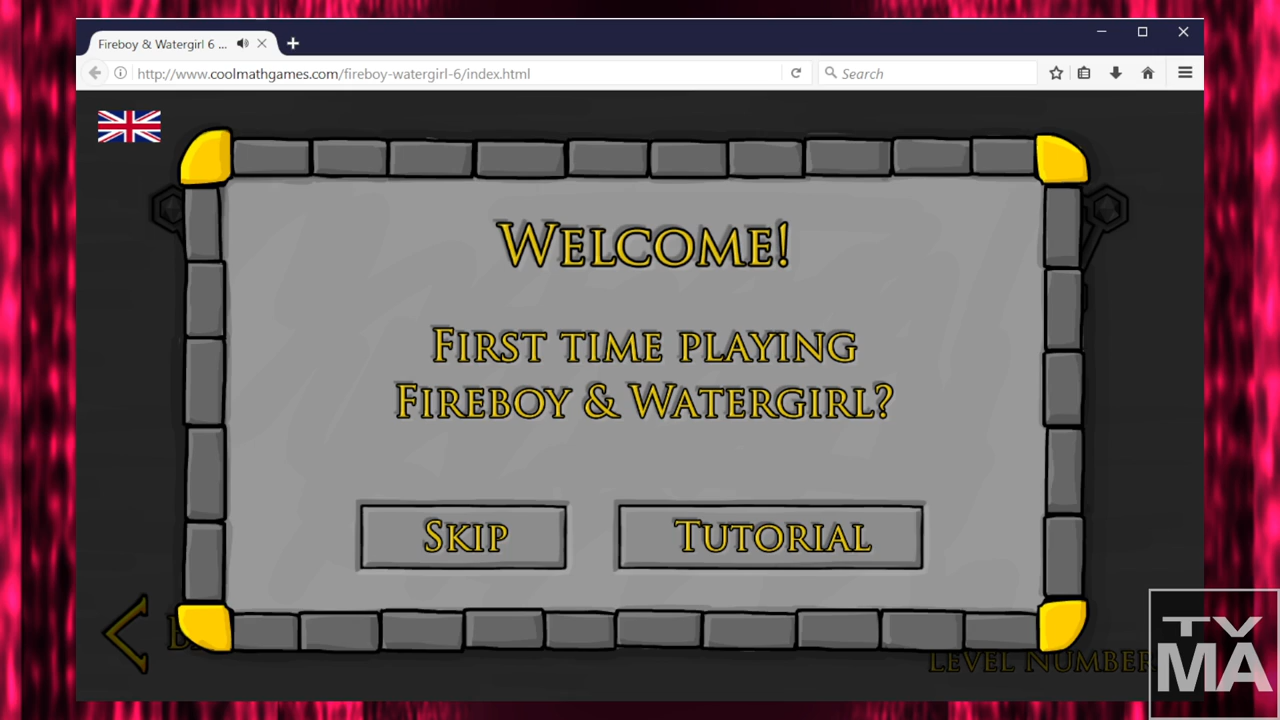 Fireboy & Watergirl 6 ...
http://www.coolmathgames.com/fireboy-watergirl-6/index.html
Search
WELCOME!
FIRST TIME PLAYING
FIREBOY & WATERGIRL?
SKIP
TUTORIAL
LEVEL NUMBER
TX
MA